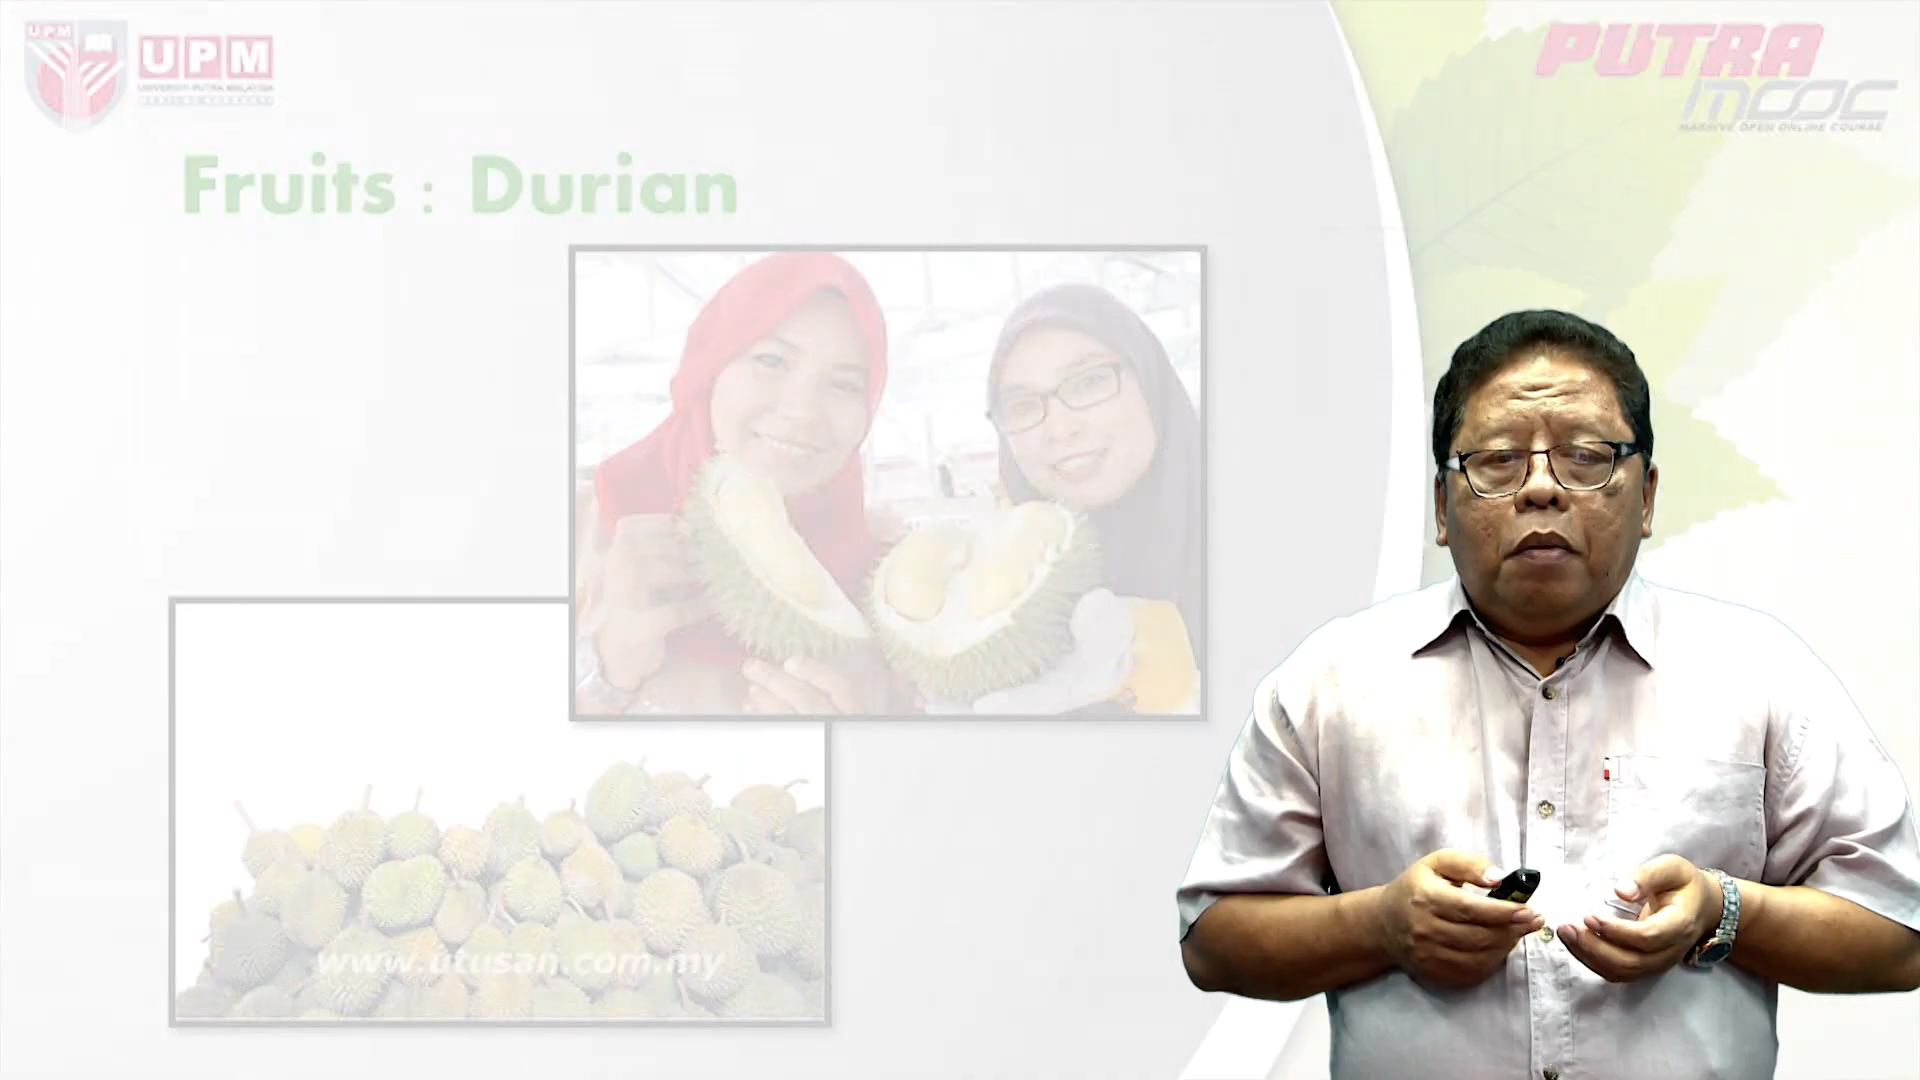 UPM
UPM
UNIVERSITI PUTRA MALAYSIA
PUTRA
MOOC
MASSIVE OPEN ONLINE COURSE
Fruits : Durian
www.utusan.com.my